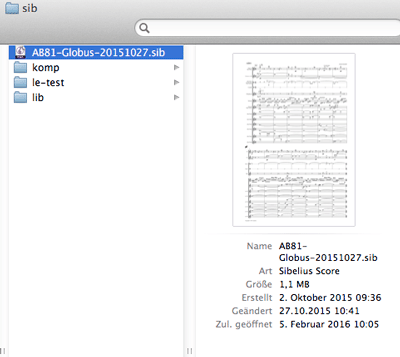 sib
AB81-Globus-20151027.sib
komp
le-test
lib
Name AB81-
Globus-20151027.sib
Art Sibelius Score
Größe 1,1 MB
Erstellt 2. Oktober 2015 09:36
Geändert 27.10.2015 10:41
Zul. geöffnet 5. Februar 2016 10:05